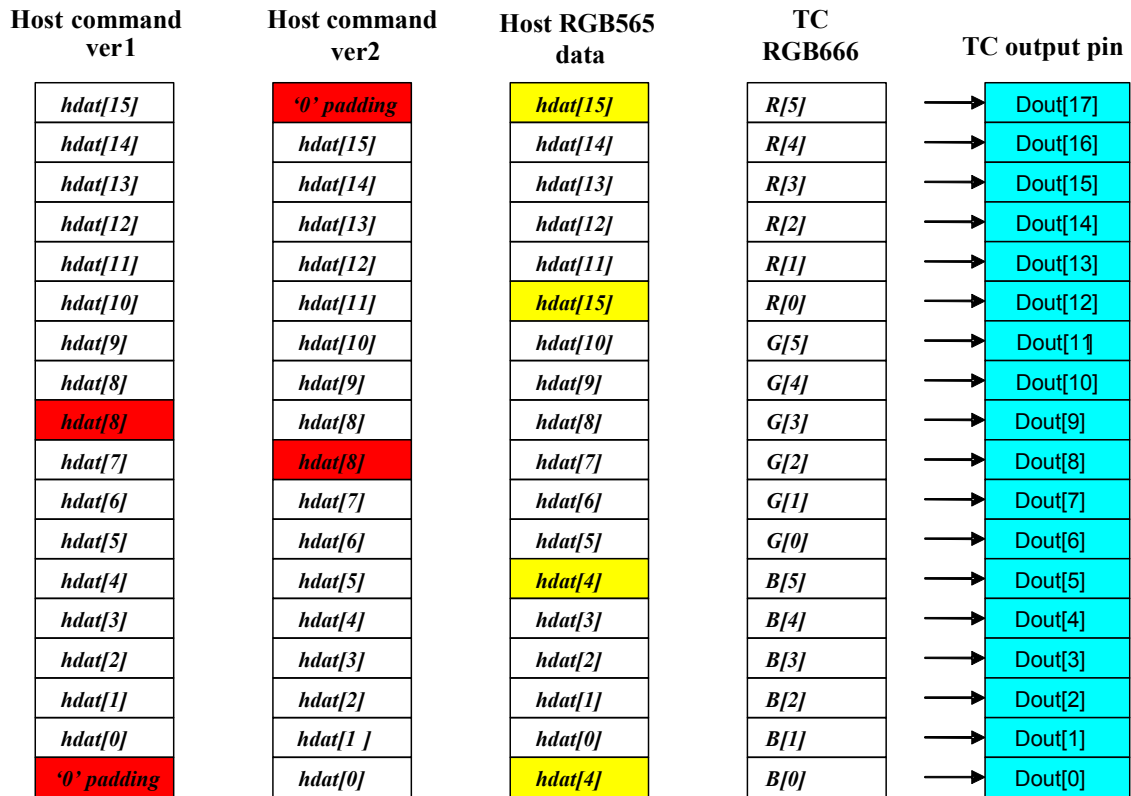 Host command ver1 Host command ver2 Host RGB565 data TC RGB666 TC output pin
hdat[15] ‘0’ padding hdat[15] R[5] Dout[17]
hdat[14] hdat[15] hdat[14] R[4] Dout[16]
hdat[13] hdat[14] hdat[13] R[3] Dout[15]
hdat[12] hdat[13] hdat[12] R[2] Dout[14]
hdat[11] hdat[12] hdat[11] R[1] Dout[13]
hdat[10] hdat[11] hdat[15] R[0] Dout[12]
hdat[9] hdat[10] hdat[10] G[5] Dout[11]
hdat[8] hdat[9] hdat[9] G[4] Dout[10]
hdat[8] hdat[8] hdat[8] G[3] Dout[9]
hdat[7] hdat[8] hdat[7] G[2] Dout[8]
hdat[6] hdat[7] hdat[6] G[1] Dout[7]
hdat[5] hdat[6] hdat[5] G[0] Dout[6]
hdat[4] hdat[5] hdat[4] B[5] Dout[5]
hdat[3] hdat[4] hdat[3] B[4] Dout[4]
hdat[2] hdat[3] hdat[2] B[3] Dout[3]
hdat[1] hdat[2] hdat[1] B[2] Dout[2]
hdat[0] hdat[1 ] hdat[0] B[1] Dout[1]
‘0’ padding hdat[0] hdat[4] B[0] Dout[0]